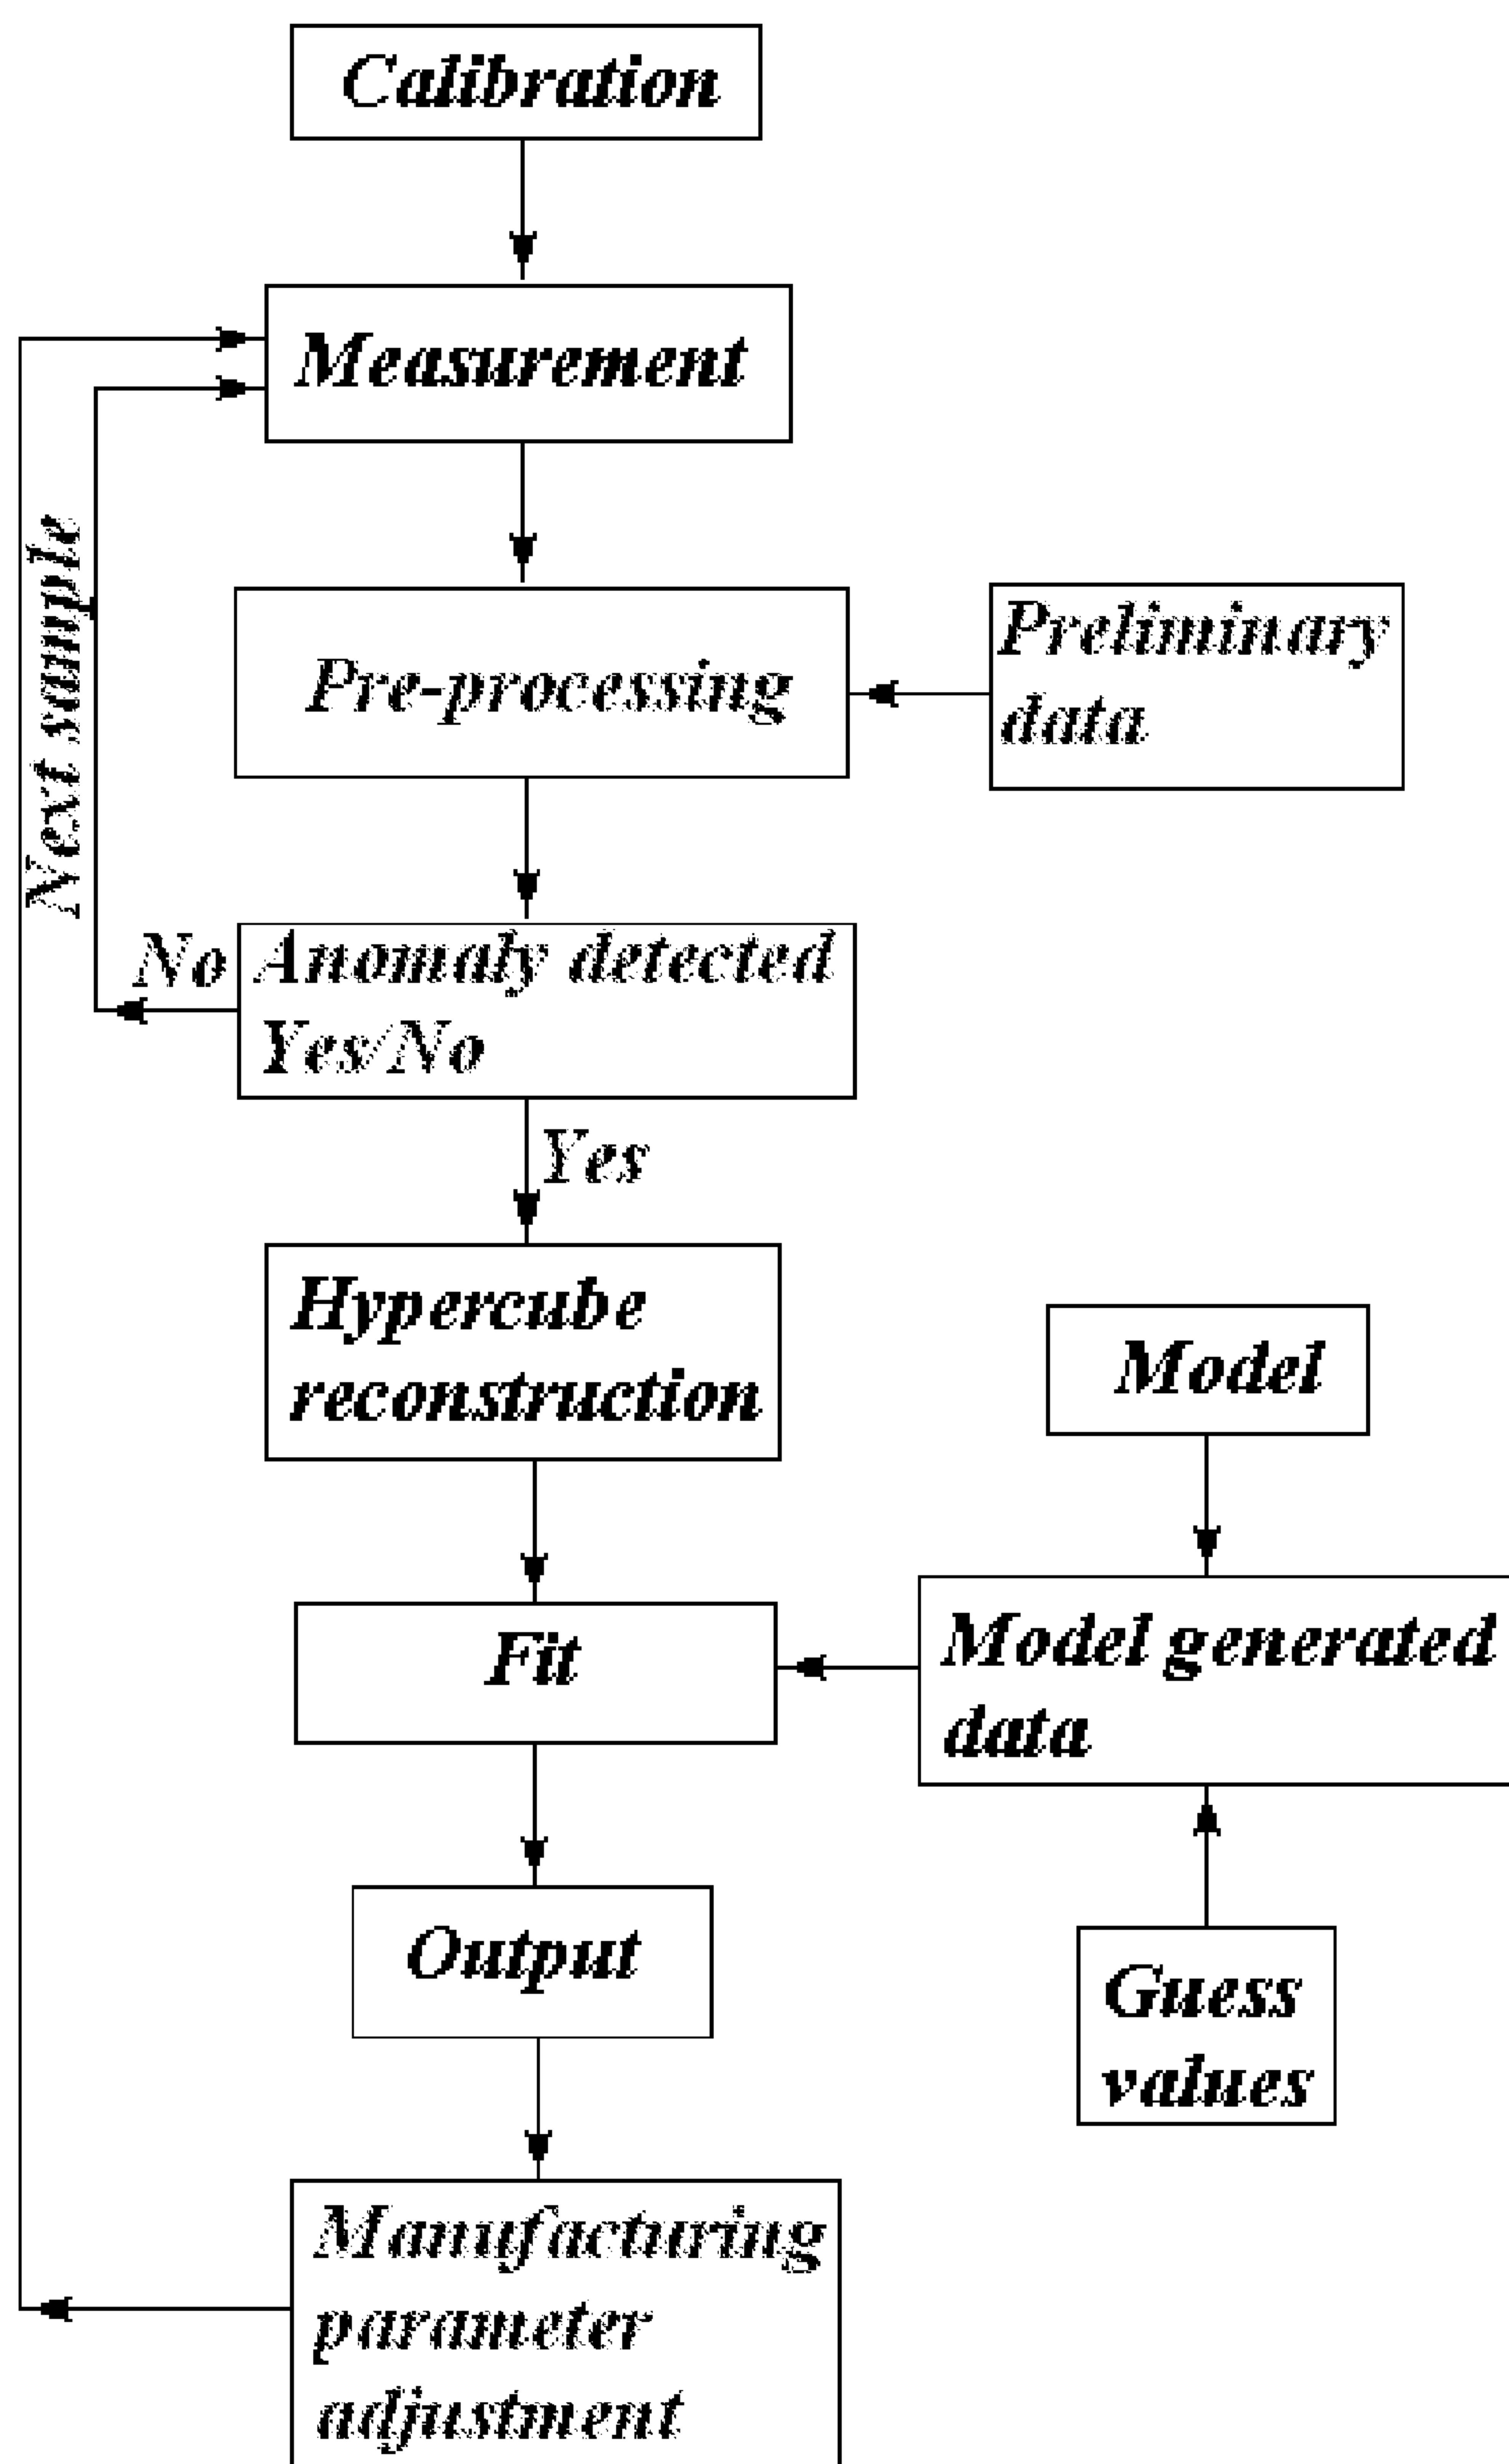 Calibration
Measurement
Next sample
Pre-processing
Preliminary
data
No
Anomaly detected
Yes/No
Yes
Hypercube
reconstruction
Model
Fit
Model generated
data
Output
Guess
values
Manufacturing
parameter
adjustment